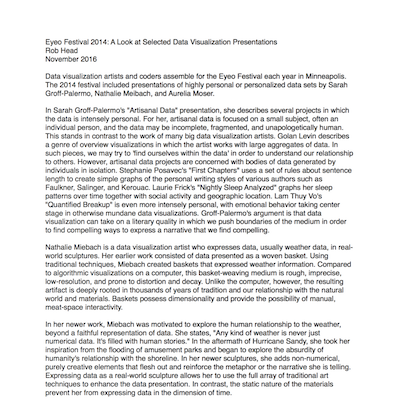 Eyeo Festival 2014: A Look at Selected Data Visualization Presentations
Rob Head
November 2016
Data visualization artists and coders assemble for the Eyeo Festival each year in Minneapolis.
The 2014 festival included presentations of highly personal or personalized data sets by Sarah
Groff-Palermo, Nathalie Meibach, and Aurelia Moser.
In Sarah Groff-Palermo's "Artisanal Data" presentation, she describes several projects in which
the data is intensely personal. For her, artisanal data is focused on a small subject, often an
individual person, and the data may be incomplete, fragmented, and unapologetically human.
This stands in contrast to the work of many big data visualization artists. Golan Levin describes
a genre of overview visualizations in which the artist works with large aggregates of data. In
such pieces, we may try to 'find ourselves within the data' in order to understand our relationship
to others. However, artisanal data projects are concerned with bodies of data generated by
individuals in isolation. Stephanie Posavec's "First Chapters" uses a set of rules about sentence
length to create simple graphs of the personal writing styles of various authors such as
Faulkner, Salinger, and Kerouac. Laurie Frick's "Nightly Sleep Analyzed" graphs her sleep
patterns over time together with social activity and geographic location. Lam Thuy Vo's
"Quantified Breakup" is even more intensely personal, with emotional behavior taking center
stage in otherwise mundane data visualizations. Groff-Palermo's argument is that data
visualization can take on a literary quality in which we push boundaries of the medium in order
to find compelling ways to express a narrative that we find compelling.
Nathalie Miebach is a data visualization artist who expresses data, usually weather data, in real-
world sculptures. Her earlier work consisted of data presented as a woven basket. Using
traditional techniques, Miebach created baskets that expressed weather information. Compared
to algorithmic visualizations on a computer, this basket-weaving medium is rough, imprecise,
low-resolution, and prone to distortion and decay. Unlike the computer, however, the resulting
artifact is deeply rooted in thousands of years of tradition and our relationship with the natural
world and materials. Baskets possess dimensionality and provide the possibility of manual,
meat-space interactivity.
In her newer work, Miebach was motivated to explore the human relationship to the weather,
beyond a faithful representation of data. She states, "Any kind of weather is never just
numerical data. It's filled with human stories." In the aftermath of Hurricane Sandy, she took her
inspiration from the flooding of amusement parks and began to explore the absurdity of
humanity's relationship with the shoreline. In her newer sculptures, she adds non-numerical,
purely creative elements that flesh out and reinforce the metaphor or the narrative she is telling.
Expressing data as a real-world sculpture allows her to use the full array of traditional art
techniques to enhance the data presentation. In contrast, the static nature of the materials
prevent her from expressing data in the dimension of time.